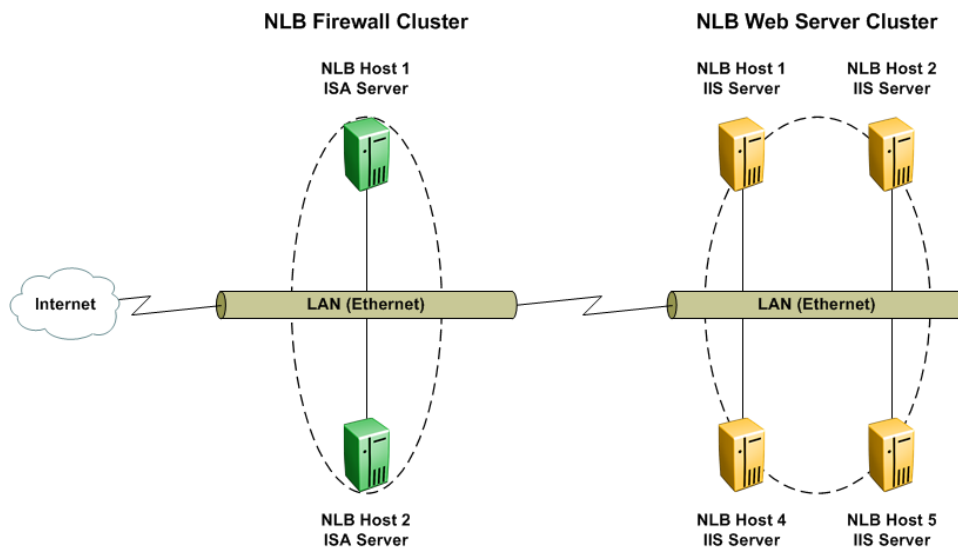 NLB Firewall Cluster
NLB Web Server Cluster
NLB Host 1
ISA Server
NLB Host 1
IIS Server
NLB Host 2
IIS Server
Internet
LAN (Ethernet)
LAN (Ethernet)
NLB Host 2
ISA Server
NLB Host 4
IIS Server
NLB Host 5
IIS Server